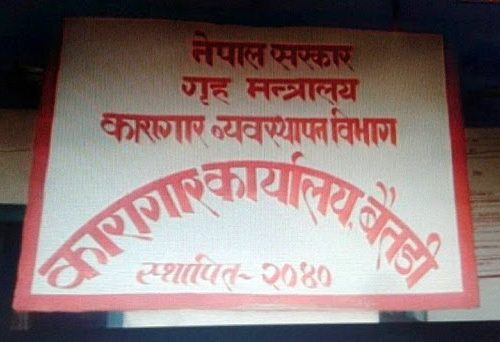 नेपाल सरकार
गृह मन्त्रालय
कारागार व्यवस्थापन विभाग
कारागार कार्यालय, बैतडी
स्थापित- २०४०